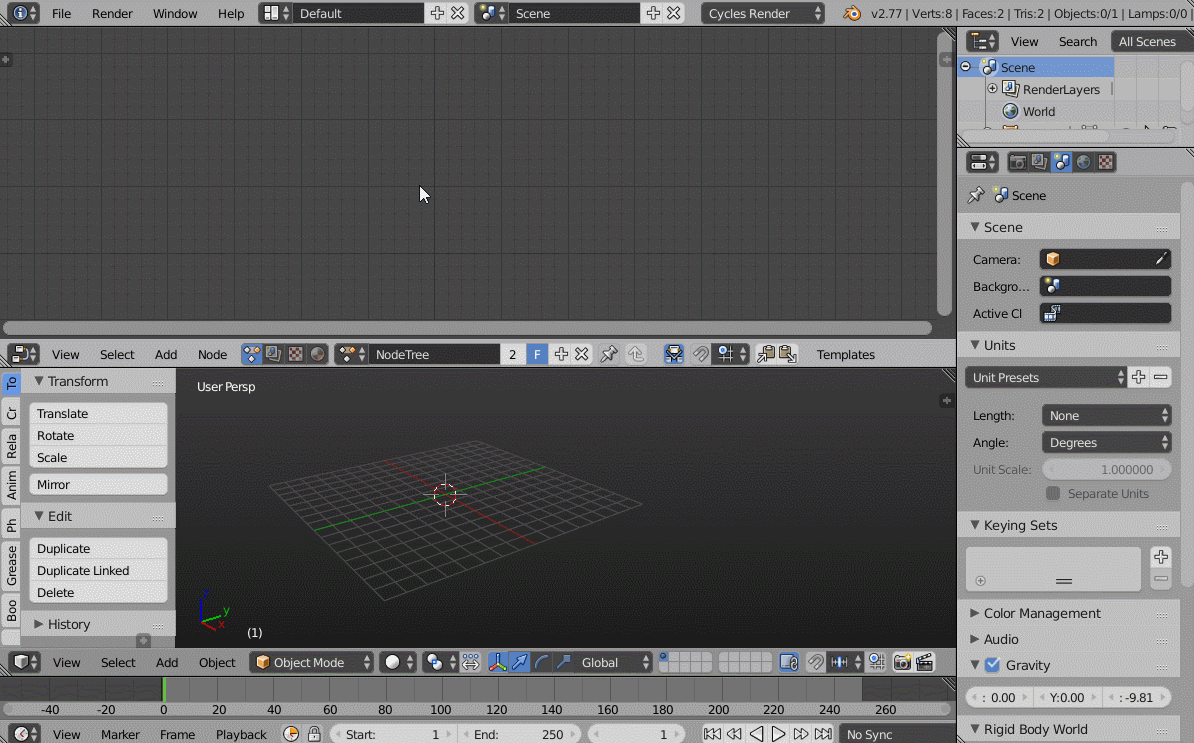 File Render Window Help Default Scene Cycles Render v2.77 | Verts:8 | Faces:2 | Tris:2 | Objects:0/1 | Lamps:0/0 |
View Search All Scenes
Scene
RenderLayers
World
Scene
Scene
Camera:
Backgro...
Active Cl
Units
Unit Presets
Length: None
Angle: Degrees
Unit Scale: 1.000000
Separate Units
Keying Sets
Color Management
Audio
Gravity
: 0.00 Y:0.00 : -9.81
Rigid Body World
View Select Add Node NodeTree 2 F Templates
To
Cr
Rela
Anim
Ph
Grease
Boo
Transform
Translate
Rotate
Scale
Mirror
Edit
Duplicate
Duplicate Linked
Delete
History
User Persp
z
y
x
(1)
View Select Add Object Object Mode Global
-40 -20 0 20 40 60 80 100 120 140 160 180 200 220 240 260
View Marker Frame Playback Start: 1 End: 250 1 No Sync